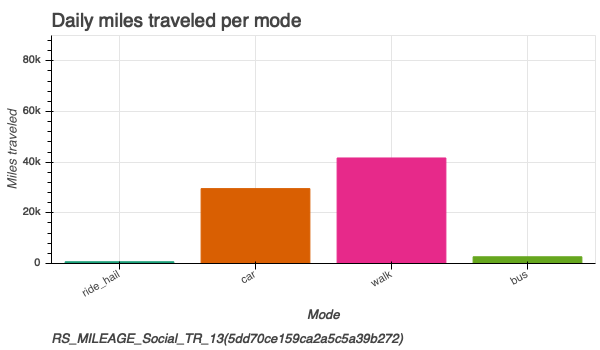 Daily miles traveled per mode
80k
60k
40k
20k
0
Miles traveled
ride_hail
car
walk
bus
Mode
RS_MILEAGE_Social_TR_13(5dd70ce159ca2a5c5a39b272)